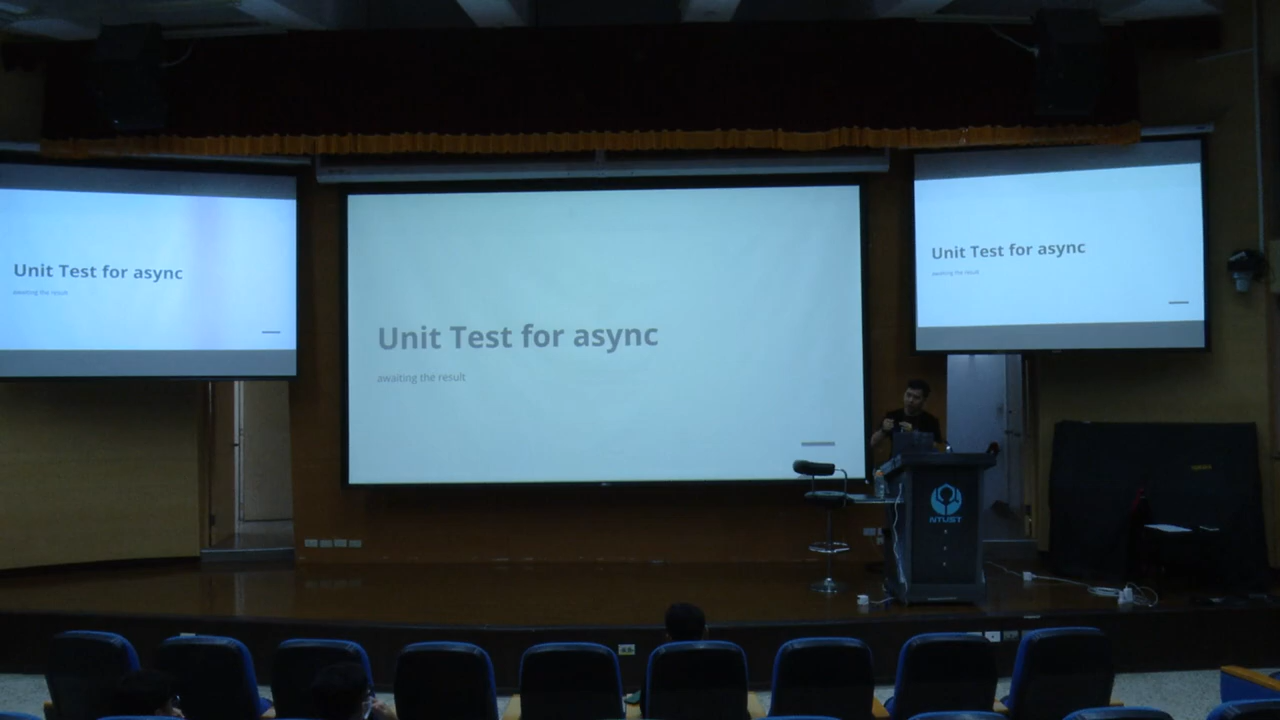 Unit Test for async
awaiting the result
Unit Test for async
awaiting the result
Unit Test for async
awaiting the result
NTUST